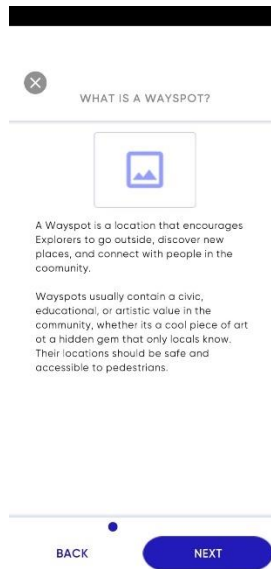 WHAT IS A WAYSPOT?
A Wayspot is a location that encourages
Explorers to go outside, discover new
places, and connect with people in the
coomunity.
Wayspots usually contain a civic,
educational, or artistic value in the
community, whether its a cool piece of art
ot a hidden gem that only locals know.
Their locations should be safe and
accessible to pedestrians.
BACK
NEXT